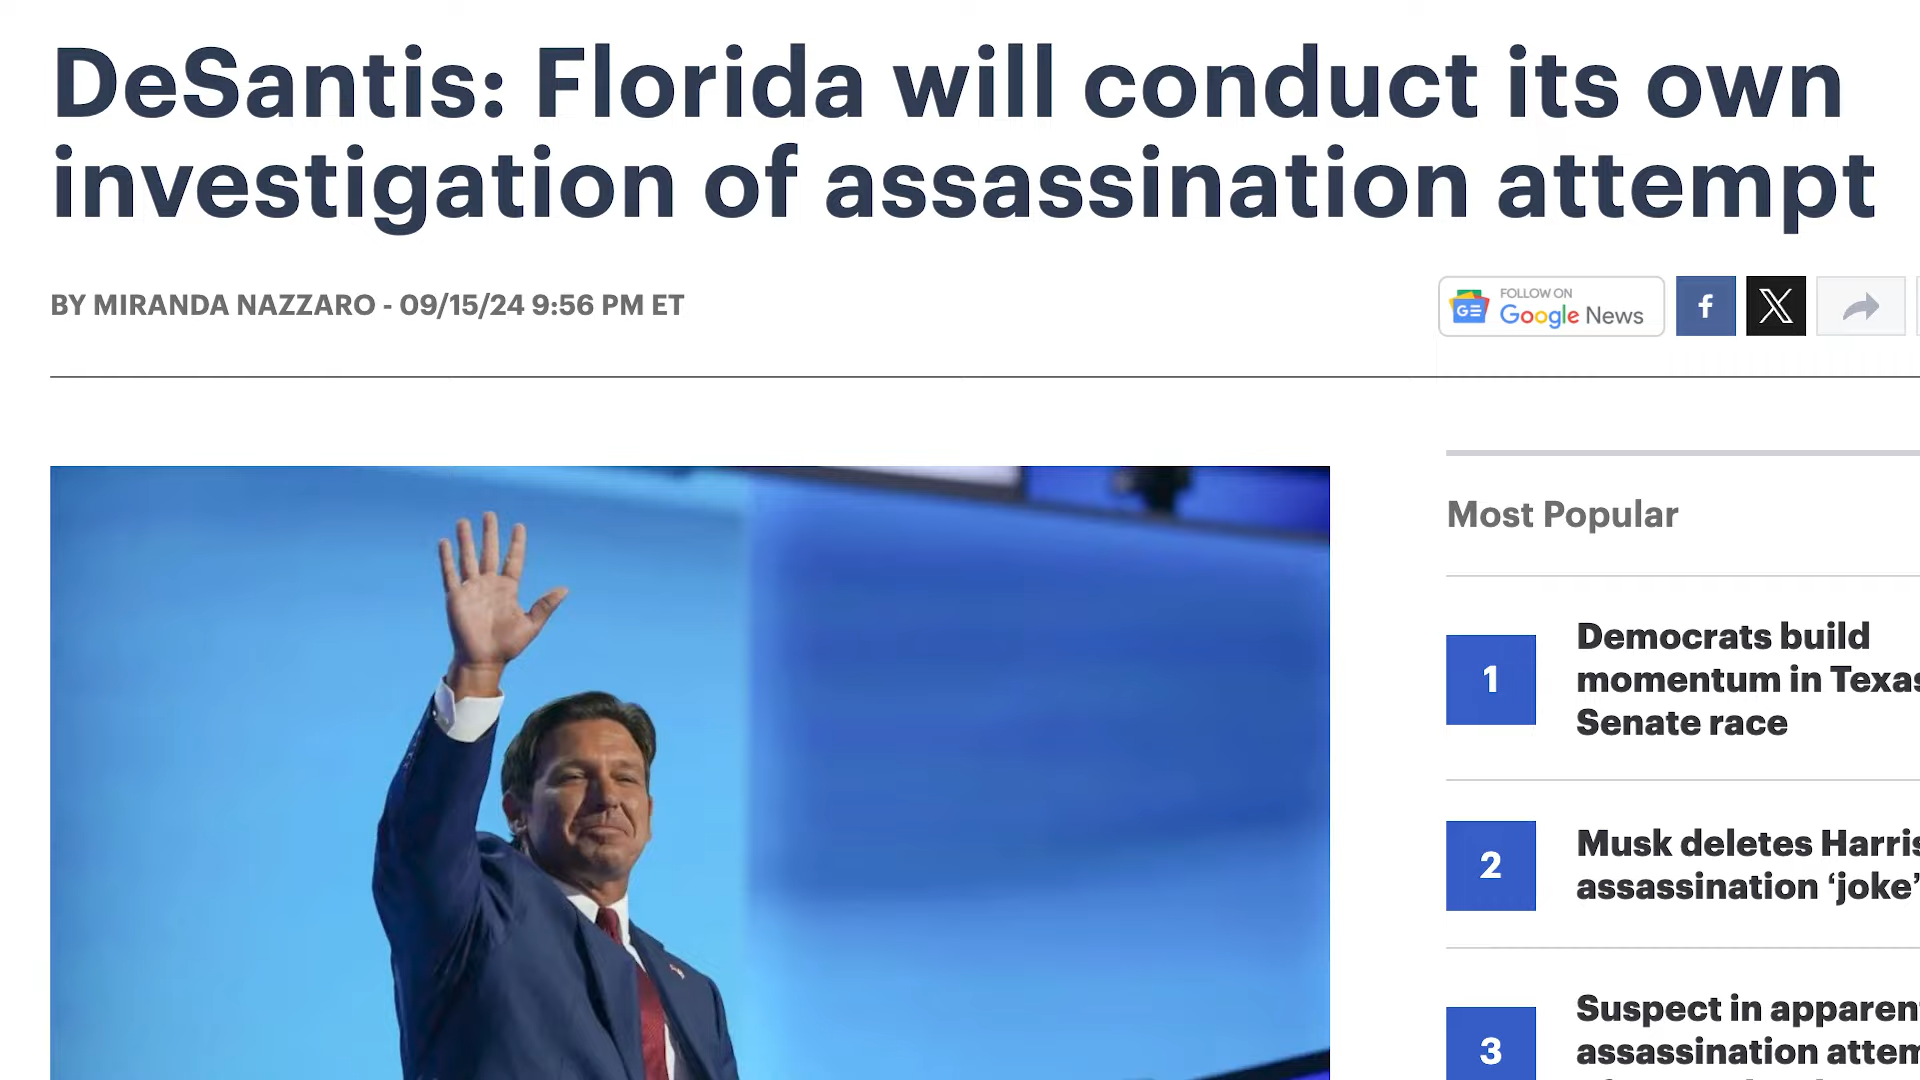 DeSantis: Florida will conduct its own
investigation of assassination attempt
BY MIRANDA NAZZARO - 09/15/24 9:56 PM ET
FOLLOW ON
GE Google News
f X
Most Popular
1
Democrats build
momentum in Texas
Senate race
2
Musk deletes Harris
assassination ‘joke’
3
Suspect in apparen
assassination attem